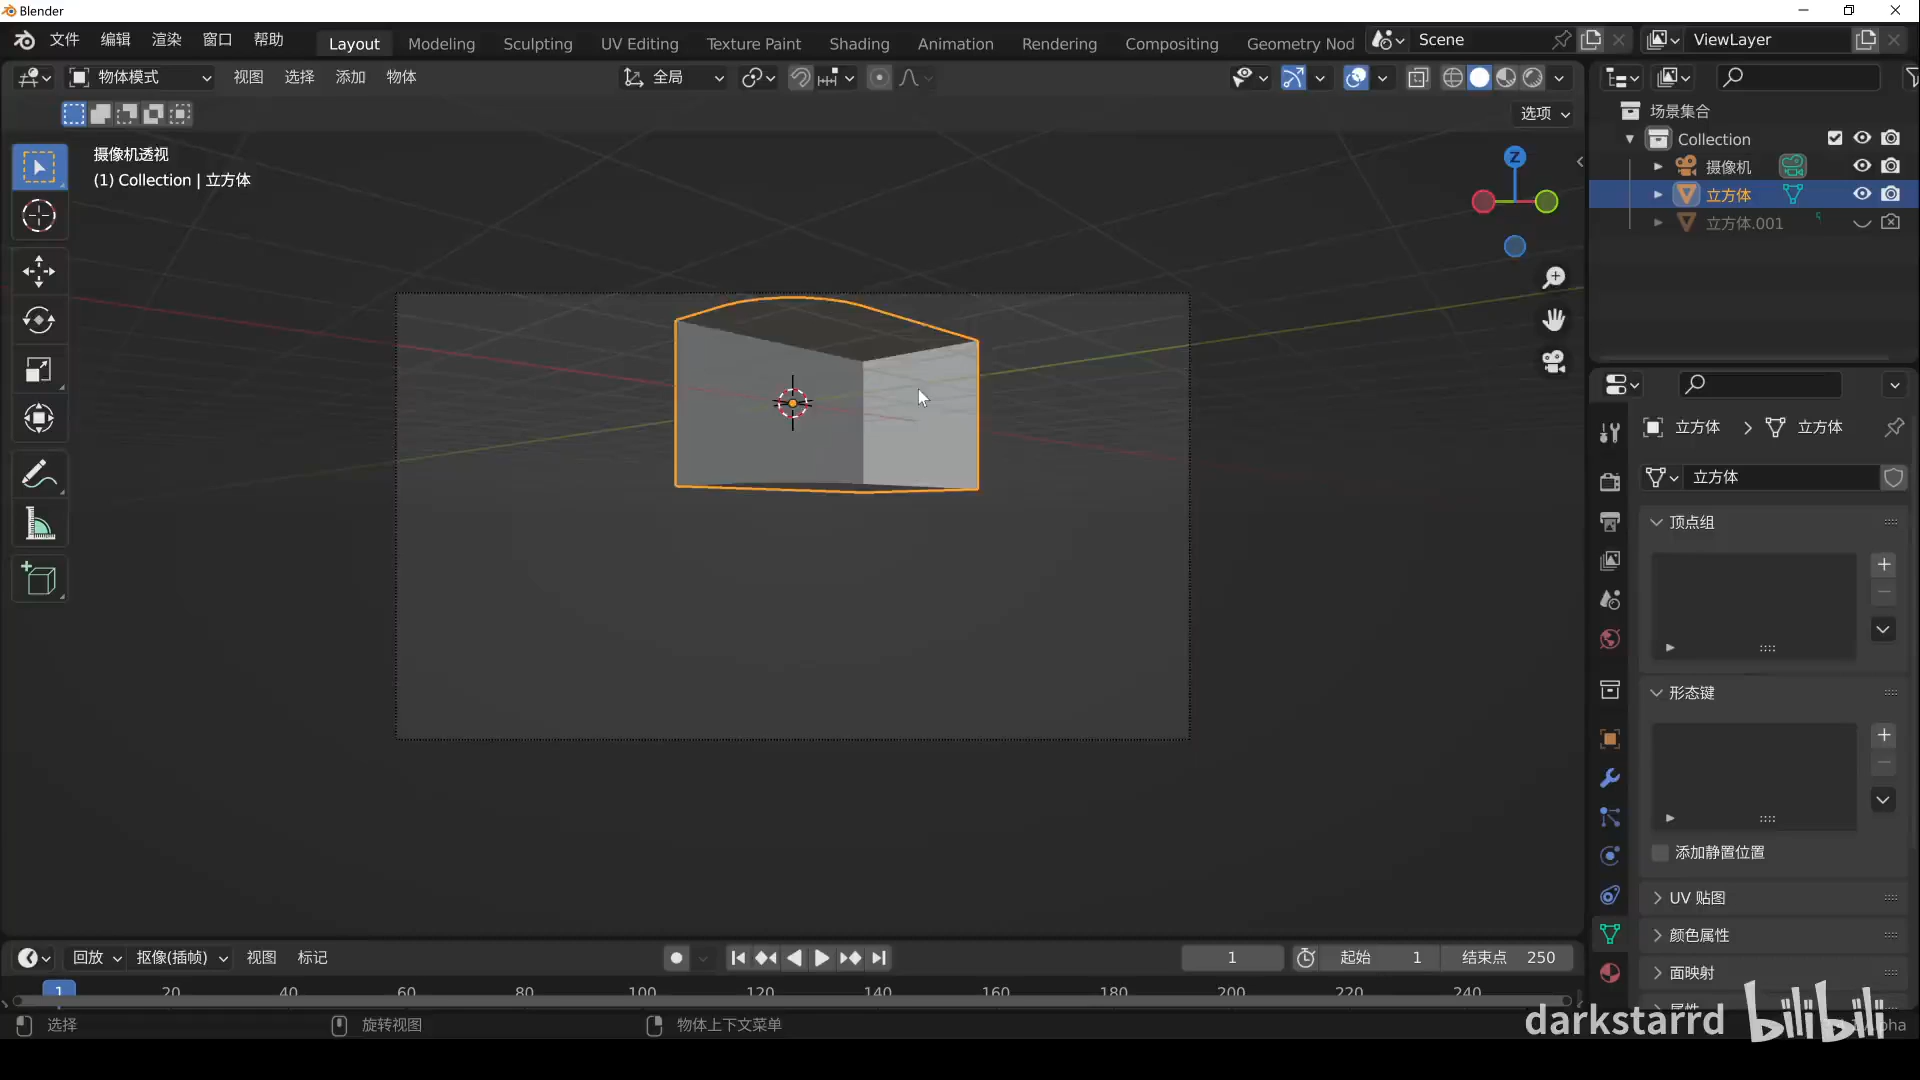 Blender
文件 编辑 渲染 窗口 帮助 Layout Modeling Sculpting UV Editing Texture Paint Shading Animation Rendering Compositing Geometry Nod Scene ViewLayer
物体模式 视图 选择 添加 物体 全局
选项
摄像机透视
(1) Collection | 立方体
Z
场景集合
Collection
摄像机
立方体
立方体.001
立方体 立方体
立方体
顶点组
形态键
添加静置位置
UV 贴图
颜色属性
面映射
回放 抠像(插帧) 视图 标记 1 起始 1 结束点 250
1 20 40 60 80 100 120 140 160 180 200 220 240
选择 旋转视图 物体上下文菜单
darkstarrd bilibili